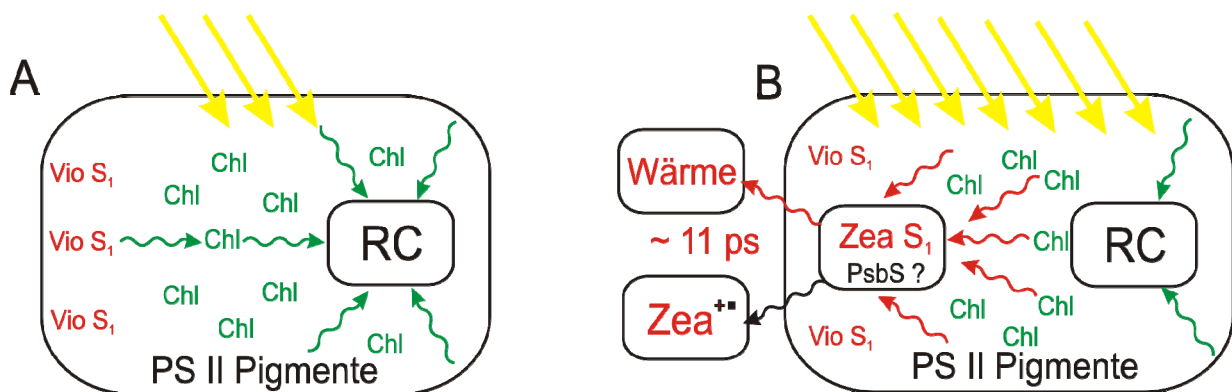 A
Chl
Vio S₁
Chl
Chl
Chl
Vio S₁
Chl
RC
Chl
Chl
Vio S₁
Chl
Chl
PS II Pigmente
B
Wärme
~ 11 ps
Zea⁺▪
Vio S₁
Chl
Chl
Chl
Zea S₁
PsbS ?
Chl
RC
Chl
Chl
Vio S₁
Chl
PS II Pigmente